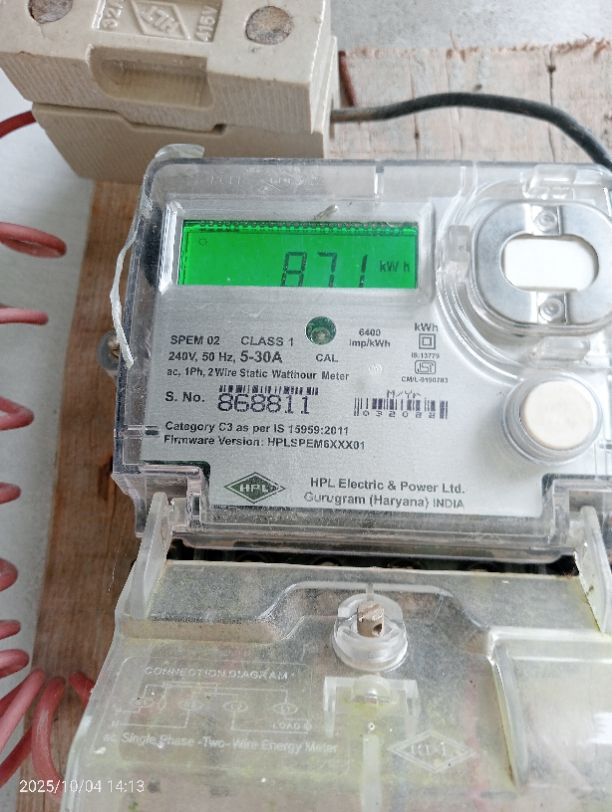 32A
415V
871 kWh
SPEM 02 CLASS 1
240V, 50 Hz, 5-30A
ac, 1Ph, 2Wire Static Watthour Meter
CAL
6400
imp/kWh
kWh
IS:13779
S. No. 868811
M/Yr
Category C3 as per IS 15959:2011
Firmware Version: HPLSPEM6XXX01
HPL
HPL Electric & Power Ltd.
Gurugram (Haryana) INDIA
CONNECTION DIAGRAM
LOAD
ac Single Phase -Two-Wire Energy Meter
2025/10/04 14:13